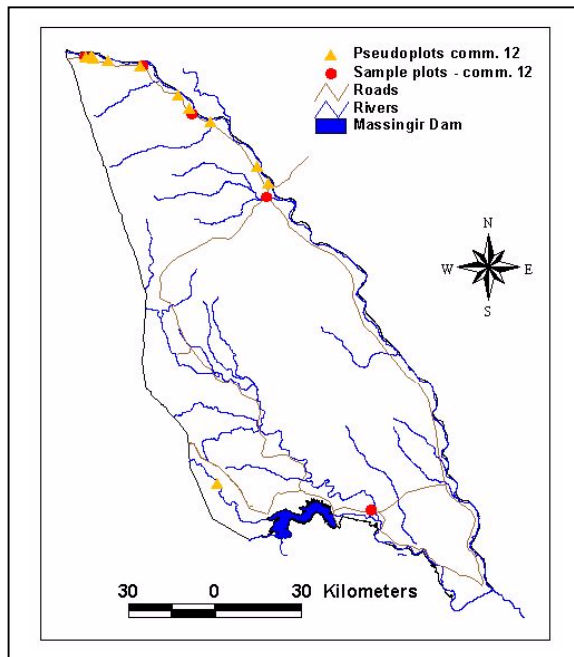 Pseudoplots comm. 12
Sample plots - comm. 12
Roads
Rivers
Massingir Dam
N
W E
S
30 0 30 Kilometers